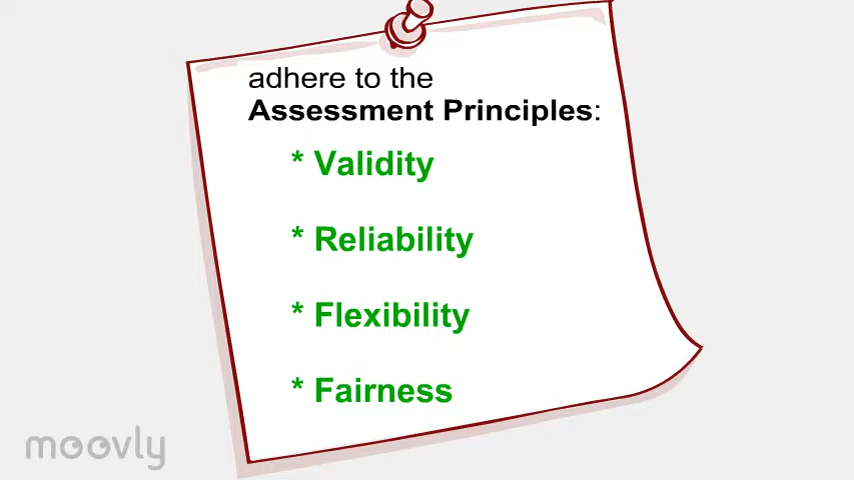 adhere to the
Assessment Principles:
* Validity
* Reliability
* Flexibility
* Fairness
moovly